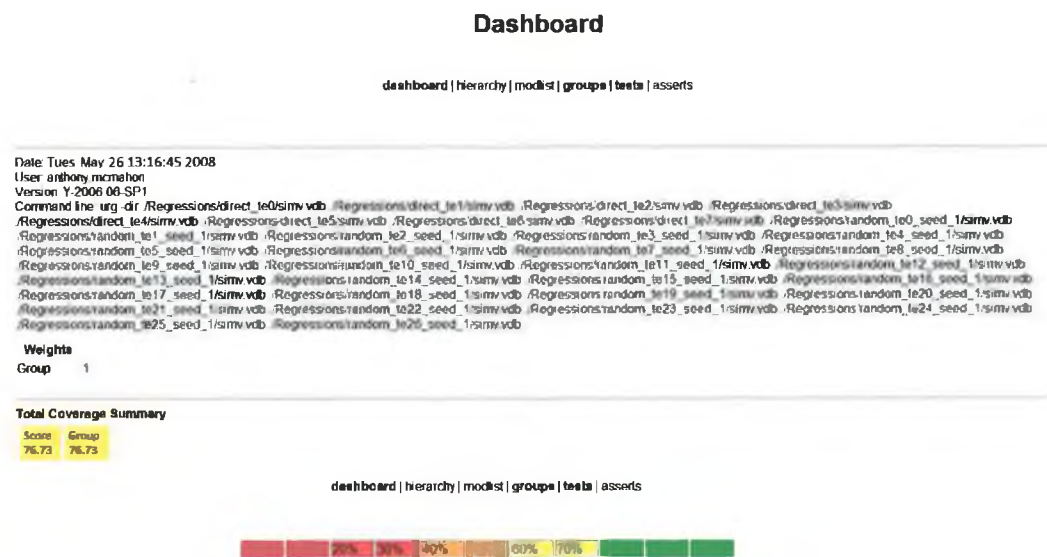 Dashboard
dashboard | hierarchy | modlist | groups | tests | asserts
Date: Tues May 26 13:16:45 2008
User: anthony.mcmahon
Version: Y-2006.06-SP1
Command line: urg -dir /Regressions/direct_te0/simv.vdb /Regressions/direct_te1/simv.vdb /Regressions/direct_te2/simv.vdb /Regressions/direct_te3/simv.vdb
/Regressions/direct_te4/simv.vdb /Regressions/direct_te5/simv.vdb /Regressions/direct_te6/simv.vdb /Regressions/direct_te7/simv.vdb /Regressions/random_te0_seed_1/simv.vdb
/Regressions/random_te1_seed_1/simv.vdb /Regressions/random_te2_seed_1/simv.vdb /Regressions/random_te3_seed_1/simv.vdb /Regressions/random_te4_seed_1/simv.vdb
/Regressions/random_te5_seed_1/simv.vdb /Regressions/random_te6_seed_1/simv.vdb /Regressions/random_te7_seed_1/simv.vdb /Regressions/random_te8_seed_1/simv.vdb
/Regressions/random_te9_seed_1/simv.vdb /Regressions/random_te10_seed_1/simv.vdb /Regressions/random_te11_seed_1/simv.vdb /Regressions/random_te12_seed_1/simv.vdb
/Regressions/random_te13_seed_1/simv.vdb /Regressions/random_te14_seed_1/simv.vdb /Regressions/random_te15_seed_1/simv.vdb /Regressions/random_te16_seed_1/simv.vdb
/Regressions/random_te17_seed_1/simv.vdb /Regressions/random_te18_seed_1/simv.vdb /Regressions/random_te19_seed_1/simv.vdb /Regressions/random_te20_seed_1/simv.vdb
/Regressions/random_te21_seed_1/simv.vdb /Regressions/random_te22_seed_1/simv.vdb /Regressions/random_te23_seed_1/simv.vdb /Regressions/random_te24_seed_1/simv.vdb
/Regressions/random_te25_seed_1/simv.vdb /Regressions/random_te26_seed_1/simv.vdb
Weights
Group 1
Total Coverage Summary
Score Group
76.73 76.73
dashboard | hierarchy | modlist | groups | tests | asserts
20% 30% 40% 60% 70%